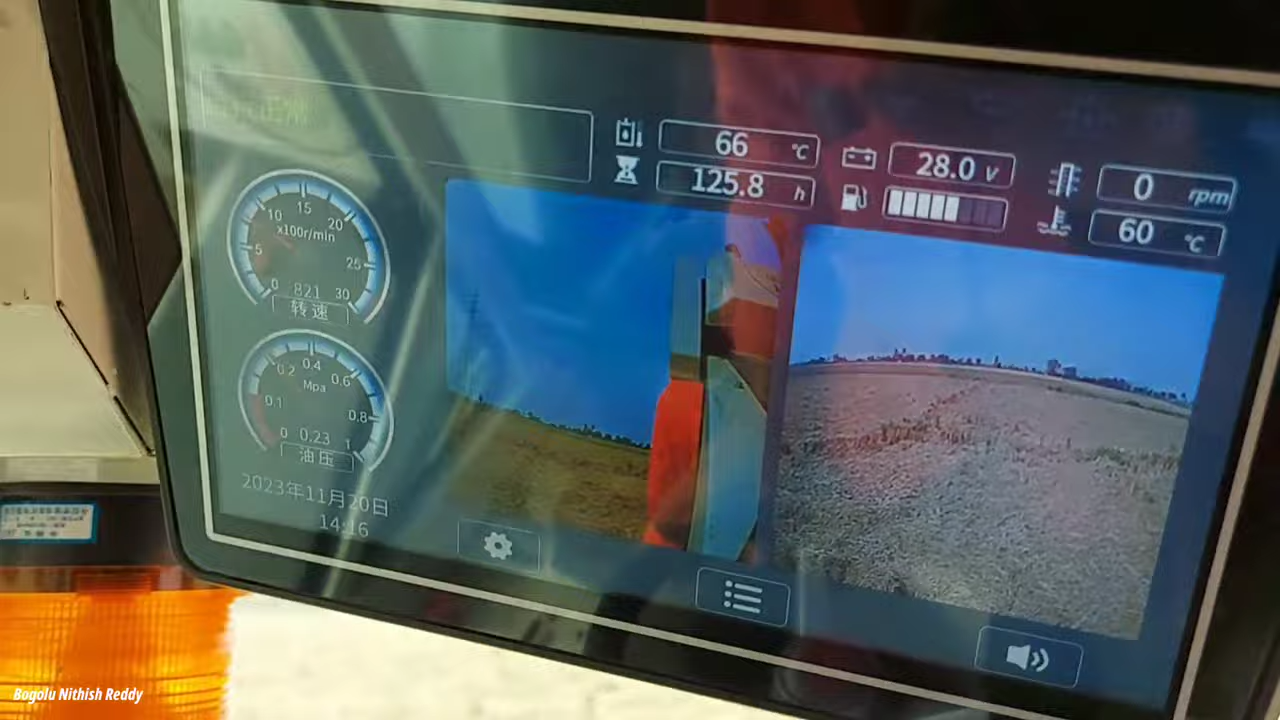 66 ℃
125.8 h
28.0 v
0 rpm
60 ℃
0 5 10 15 20 25 30
x100r/min
821
转速
0 0.1 0.2 0.4 0.6 0.8 1
Mpa
0.23
油压
2023年11月20日
14:16
Bogolu Nithish Reddy